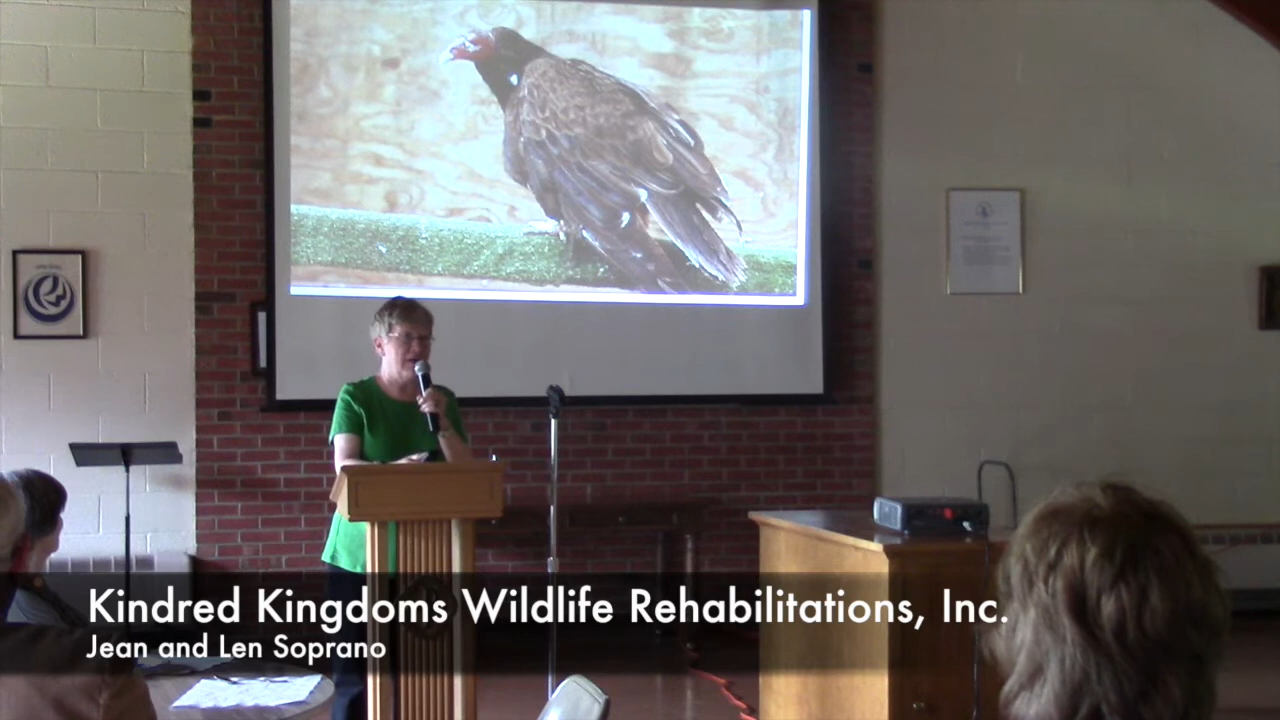 Kindred Kingdoms Wildlife Rehabilitations, Inc.
Jean and Len Soprano